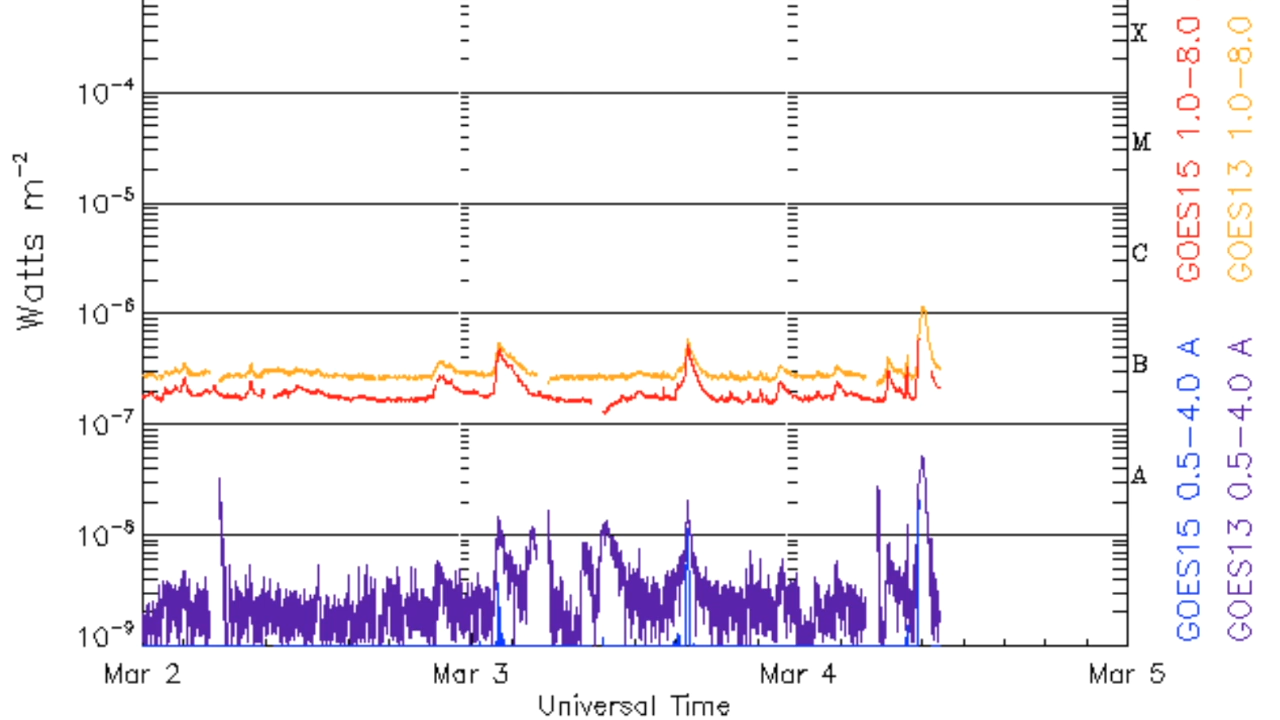 X
10⁻⁴
M
10⁻⁵
C
10⁻⁶
B
10⁻⁷
A
10⁻⁸
10⁻⁹
Watts m⁻²
Mar 2 Mar 3 Mar 4 Mar 5
Universal Time
GOES15 0.5−4.0 A GOES15 1.0−8.0
GOES13 0.5−4.0 A GOES13 1.0−8.0